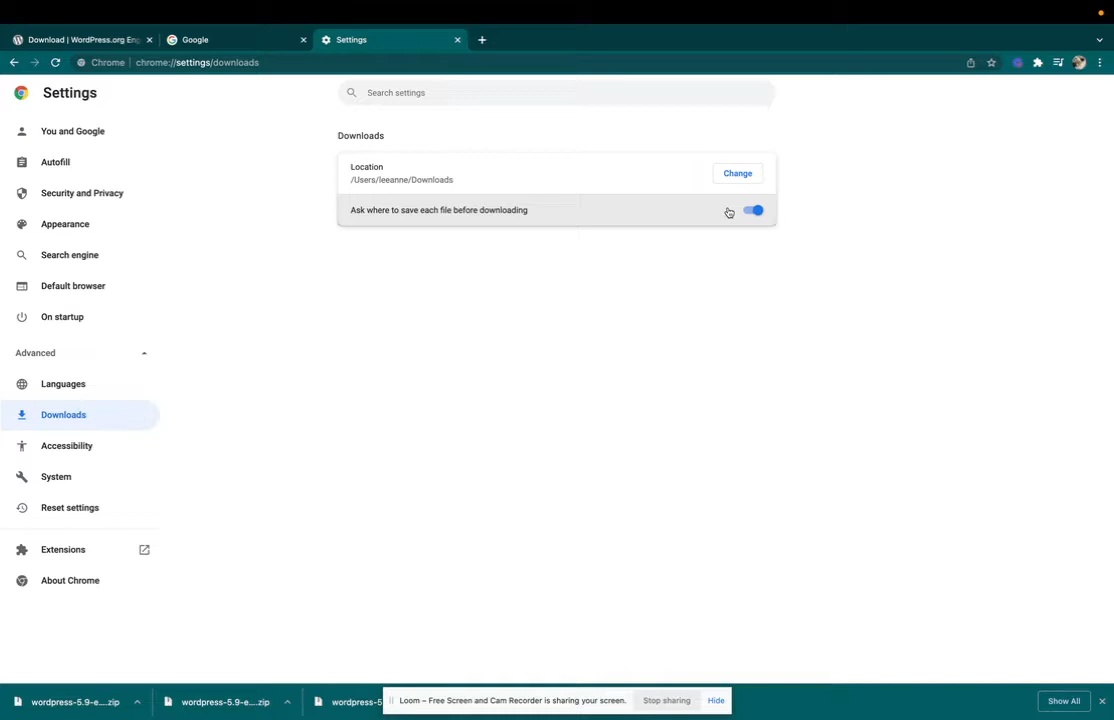 Download | WordPress.org Eng
Google
Settings
Chrome
chrome://settings/downloads
Settings
Search settings
You and Google
Autofill
Security and Privacy
Appearance
Search engine
Default browser
On startup
Advanced
Languages
Downloads
Accessibility
System
Reset settings
Extensions
About Chrome
Downloads
Location
/Users/leeanne/Downloads
Change
Ask where to save each file before downloading
wordpress-5.9-e....zip
wordpress-5.9-e....zip
wordpress-5
Loom – Free Screen and Cam Recorder is sharing your screen.
Stop sharing
Hide
Show All